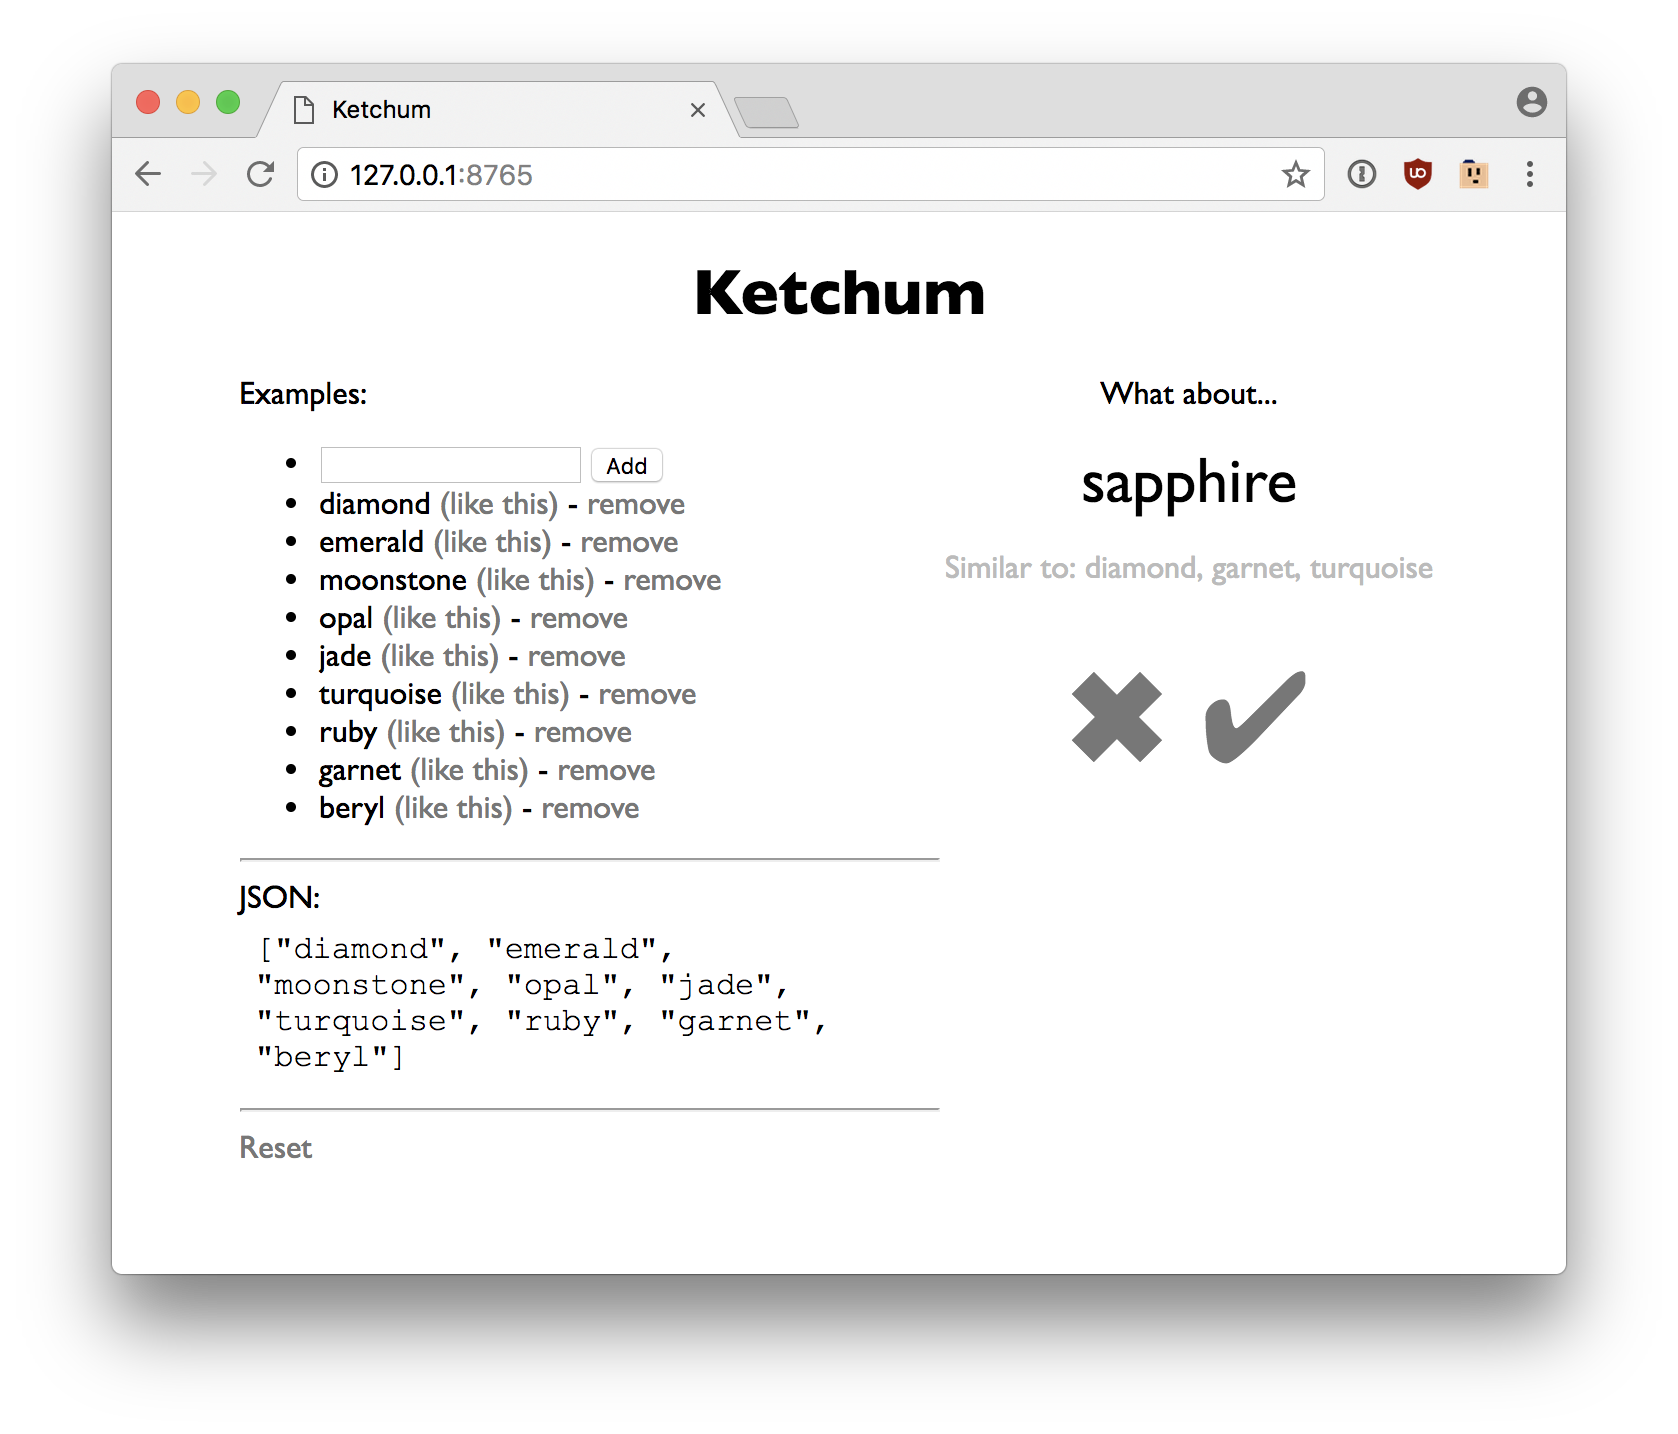 Ketchum
127.0.0.1:8765
Ketchum
Examples:
Add
diamond (like this) - remove
emerald (like this) - remove
moonstone (like this) - remove
opal (like this) - remove
jade (like this) - remove
turquoise (like this) - remove
ruby (like this) - remove
garnet (like this) - remove
beryl (like this) - remove
JSON:
["diamond", "emerald",
"moonstone", "opal", "jade",
"turquoise", "ruby", "garnet",
"beryl"]
Reset
What about...
sapphire
Similar to: diamond, garnet, turquoise